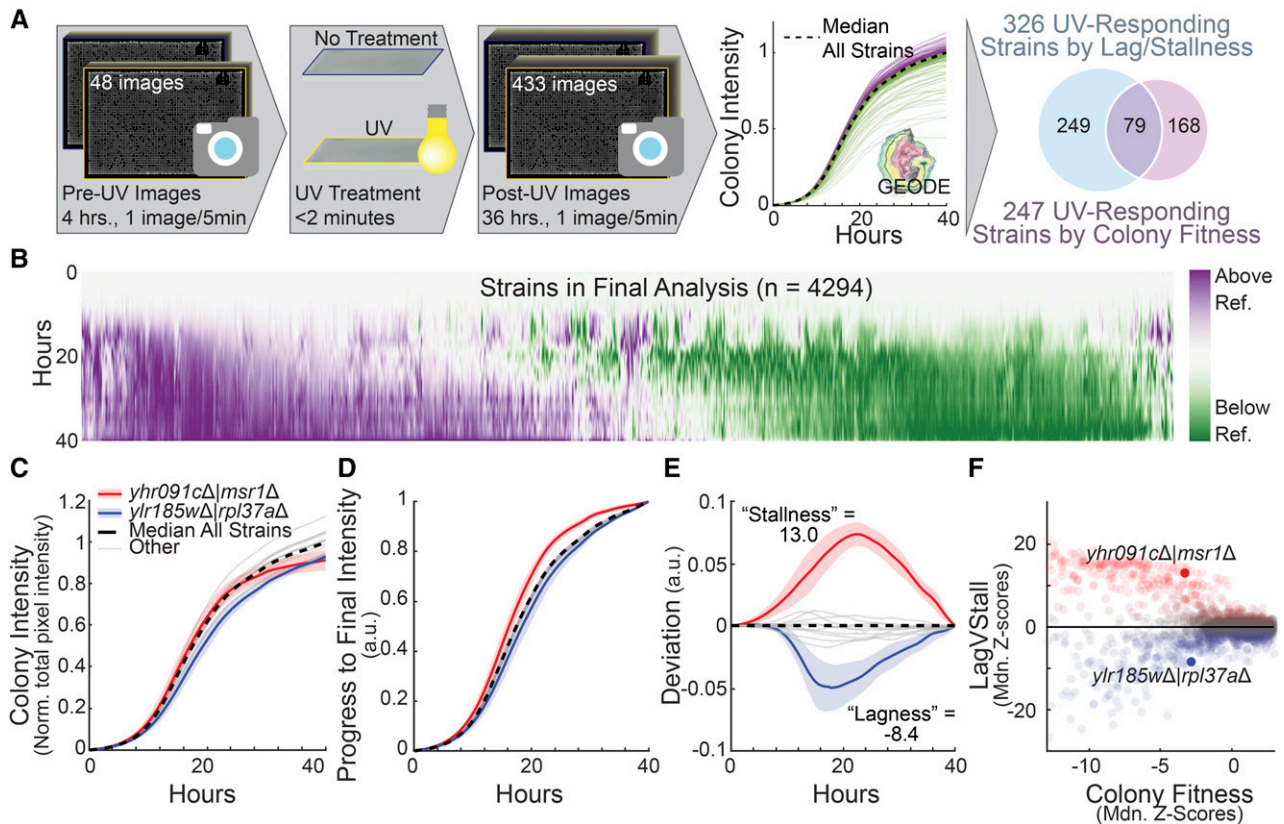 A
48 images
Pre-UV Images
4 hrs., 1 image/5min
No Treatment
UV
UV Treatment
<2 minutes
433 images
Post-UV Images
36 hrs., 1 image/5min
Colony Intensity
1
0.5
0
Median
All Strains
GEODE
0
20
40
Hours
326 UV-Responding
Strains by Lag/Stallness
249
79
168
247 UV-Responding
Strains by Colony Fitness
B
Hours
0
20
40
Strains in Final Analysis (n = 4294)
Above
Ref.
Below
Ref.
C
Colony Intensity
(Norm. total pixel intensity)
1.2
1.0
0.8
0.6
0.4
0.2
0
yhr091cΔ|msr1Δ
ylr185wΔ|rpl37aΔ
Median All Strains
Other
0
20
40
Hours
D
Progress to Final Intensity
(a.u.)
1
0.8
0.6
0.4
0.2
0
0
20
40
Hours
E
Deviation (a.u.)
0.1
0.05
0
-0.05
-0.1
“Stallness” =
13.0
“Lagness” =
-8.4
0
20
40
Hours
F
LagVStall
(Mdn. Z-scores)
20
0
-20
yhr091cΔ|msr1Δ
ylr185wΔ|rpl37aΔ
-10
-5
0
Colony Fitness
(Mdn. Z-Scores)